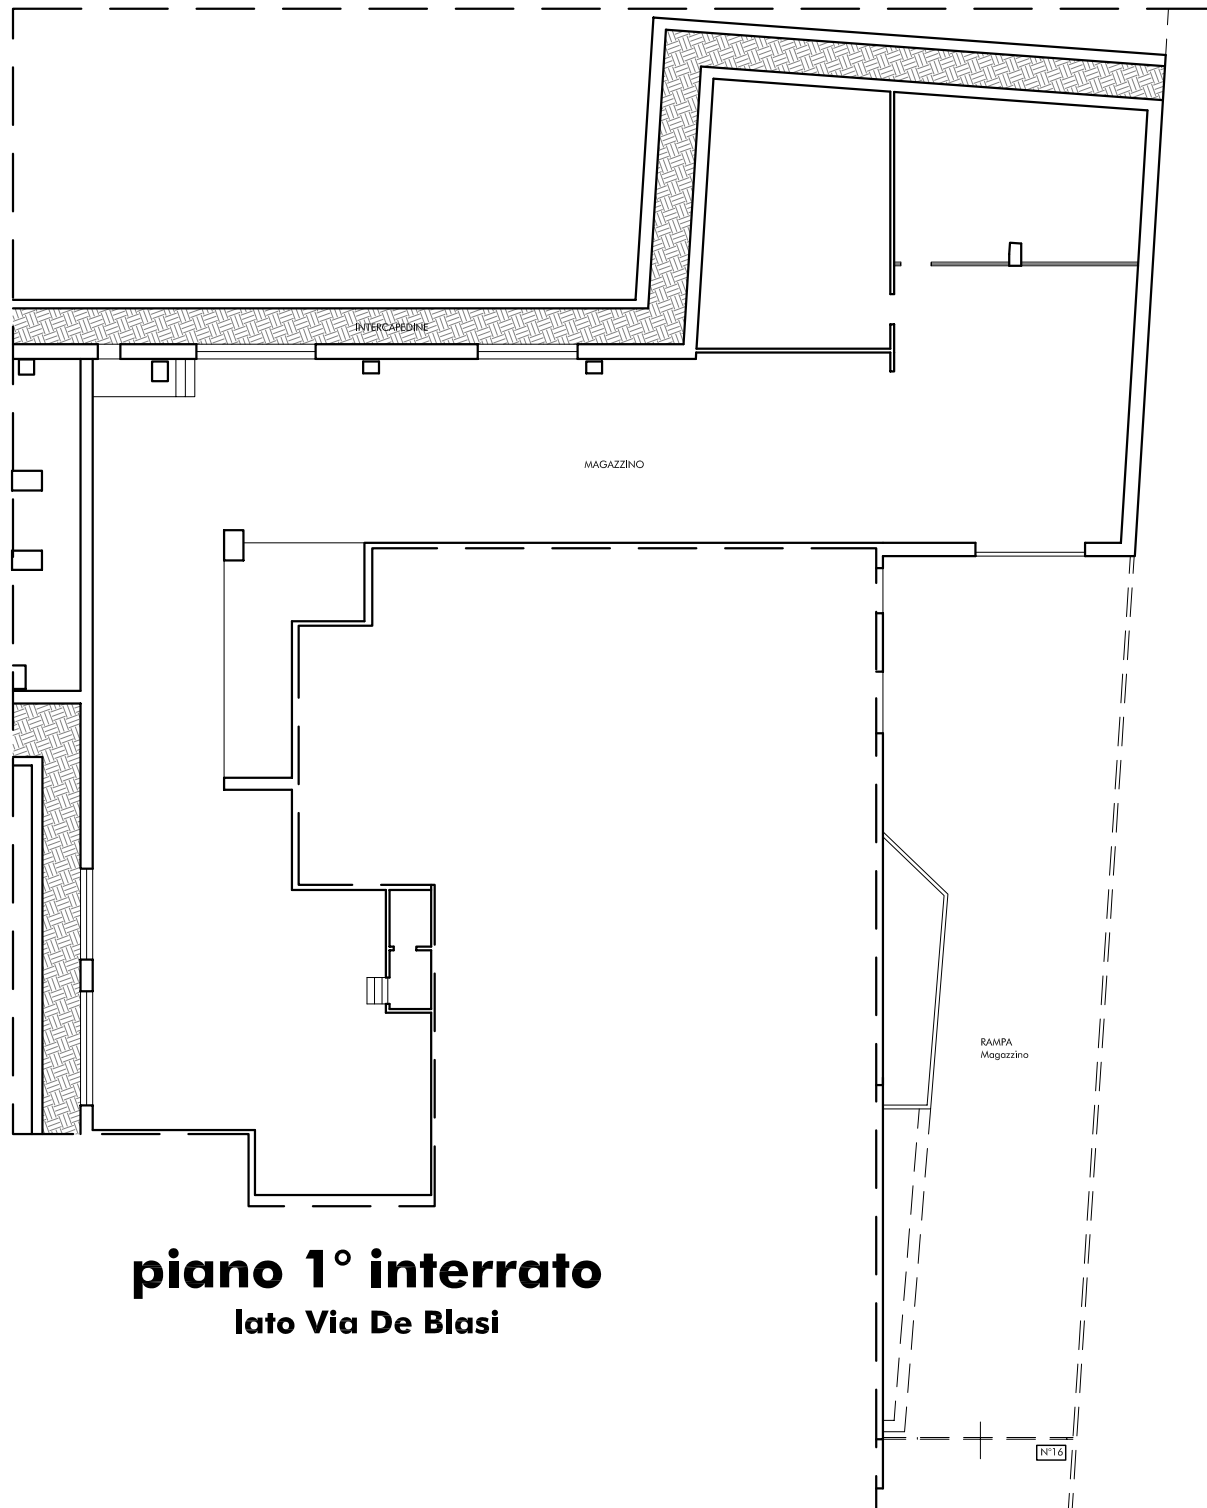 INTERCAPEDINE
MAGAZZINO
RAMPA
Magazzino
piano 1° interrato
lato Via De Blasi
N°16